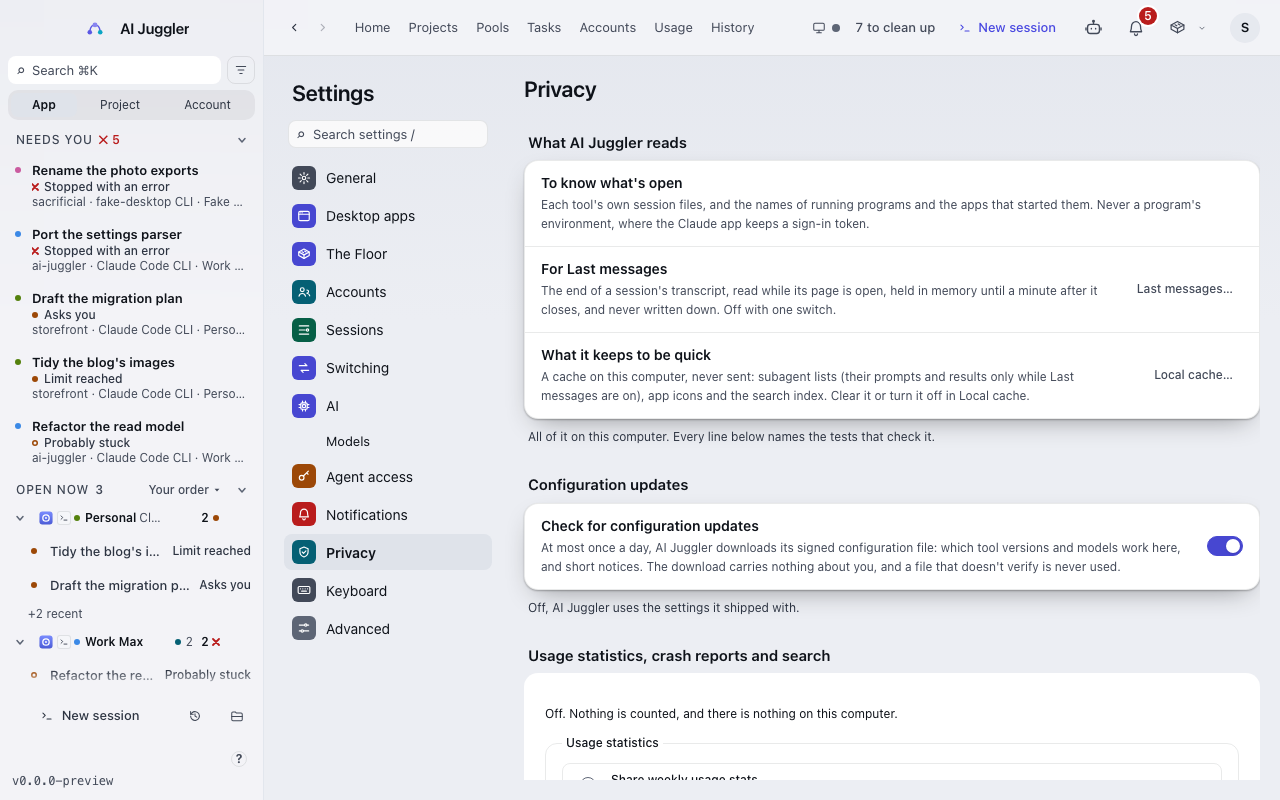 AI Juggler
Search ⌘K
App Project Account
NEEDS YOU 5
Rename the photo exports
Stopped with an error
sacrificial · fake-desktop CLI · Fake ...
Port the settings parser
Stopped with an error
ai-juggler · Claude Code CLI · Work ...
Draft the migration plan
Asks you
storefront · Claude Code CLI · Perso...
Tidy the blog's images
Limit reached
storefront · Claude Code CLI · Perso...
Refactor the read model
Probably stuck
ai-juggler · Claude Code CLI · Work ...
OPEN NOW 3 Your order
Personal Cl... 2
Tidy the blog's i... Limit reached
Draft the migration p... Asks you
+2 recent
Work Max 2 2
Refactor the re... Probably stuck
New session
?
v0.0.0-preview
Home Projects Pools Tasks Accounts Usage History 7 to clean up New session 5 S
Settings
Search settings /
General
Desktop apps
The Floor
Accounts
Sessions
Switching
AI
Models
Agent access
Notifications
Privacy
Keyboard
Advanced
Privacy
What AI Juggler reads
To know what's open
Each tool's own session files, and the names of running programs and the apps that started them. Never a program's
environment, where the Claude app keeps a sign-in token.
For Last messages
The end of a session's transcript, read while its page is open, held in memory until a minute after it
closes, and never written down. Off with one switch.
Last messages...
What it keeps to be quick
A cache on this computer, never sent: subagent lists (their prompts and results only while Last
messages are on), app icons and the search index. Clear it or turn it off in Local cache.
Local cache...
All of it on this computer. Every line below names the tests that check it.
Configuration updates
Check for configuration updates
At most once a day, AI Juggler downloads its signed configuration file: which tool versions and models work here,
and short notices. The download carries nothing about you, and a file that doesn't verify is never used.
Off, AI Juggler uses the settings it shipped with.
Usage statistics, crash reports and search
Off. Nothing is counted, and there is nothing on this computer.
Usage statistics
Share weekly usage stats